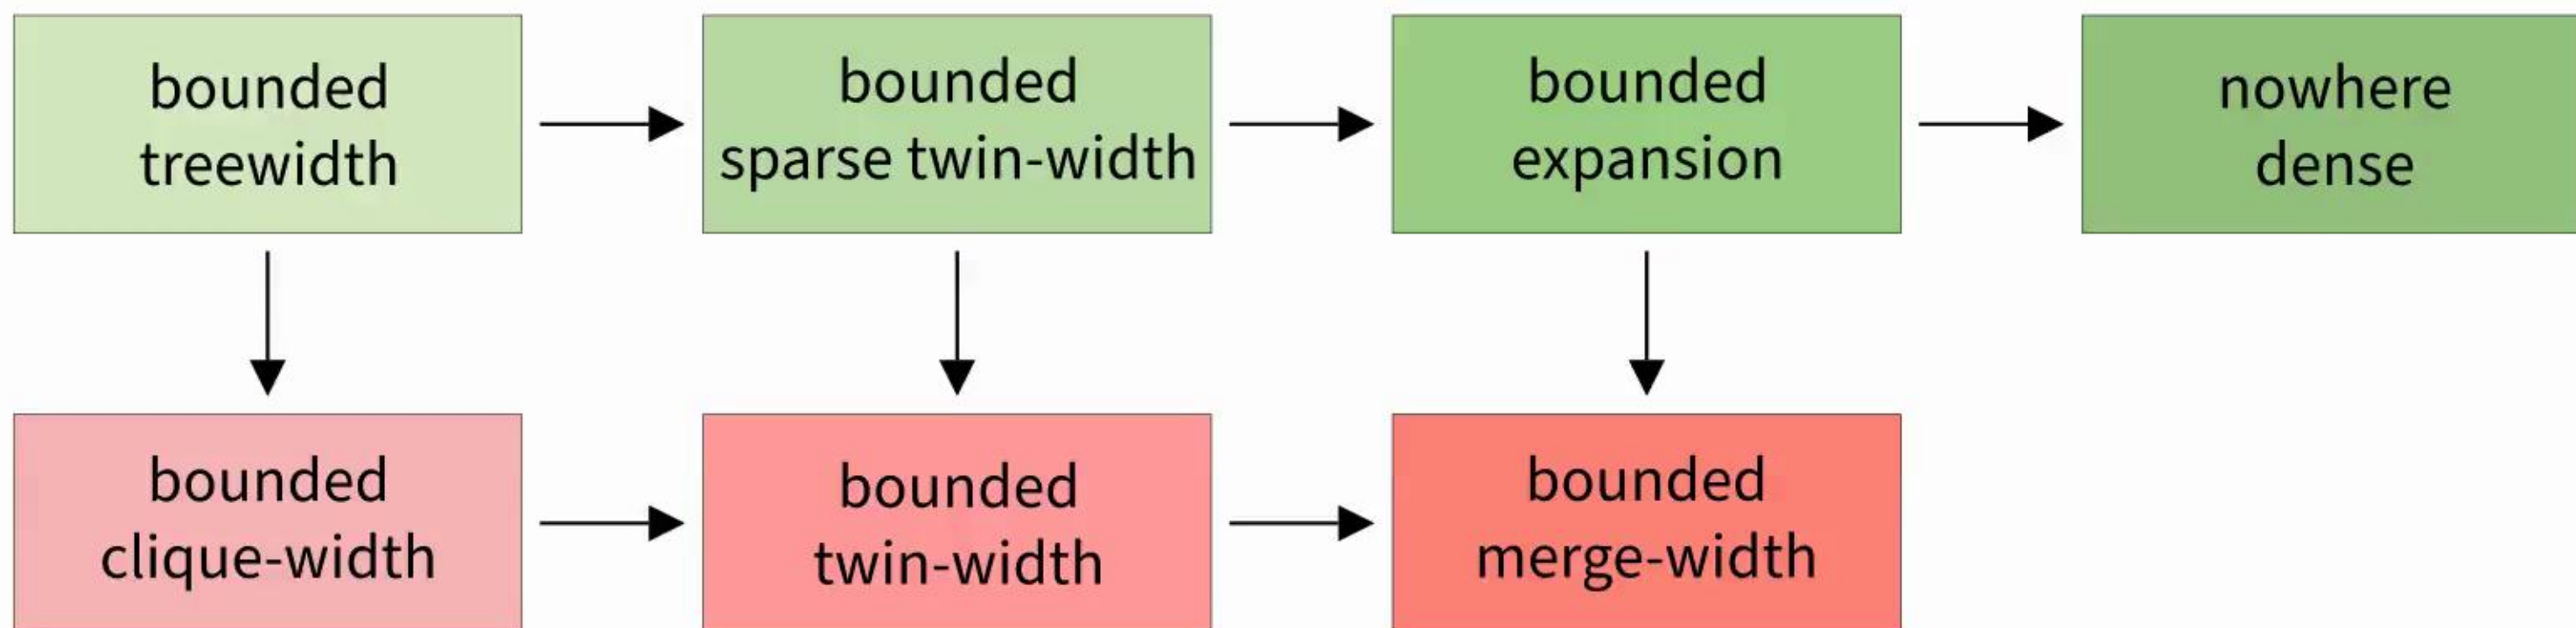 bounded
treewidth
bounded
sparse twin-width
bounded
expansion
nowhere
dense
bounded
clique-width
bounded
twin-width
bounded
merge-width